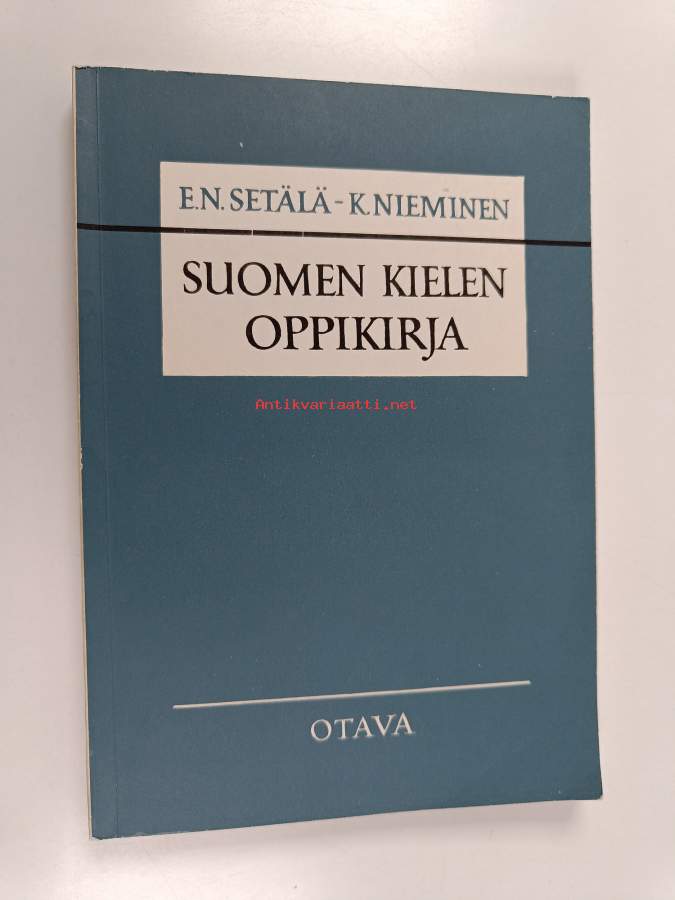 E.N. SETÄLÄ - K. NIEMINEN
SUOMEN KIELEN
OPPIKIRJA
Antikvariaatti.net
OTAVA